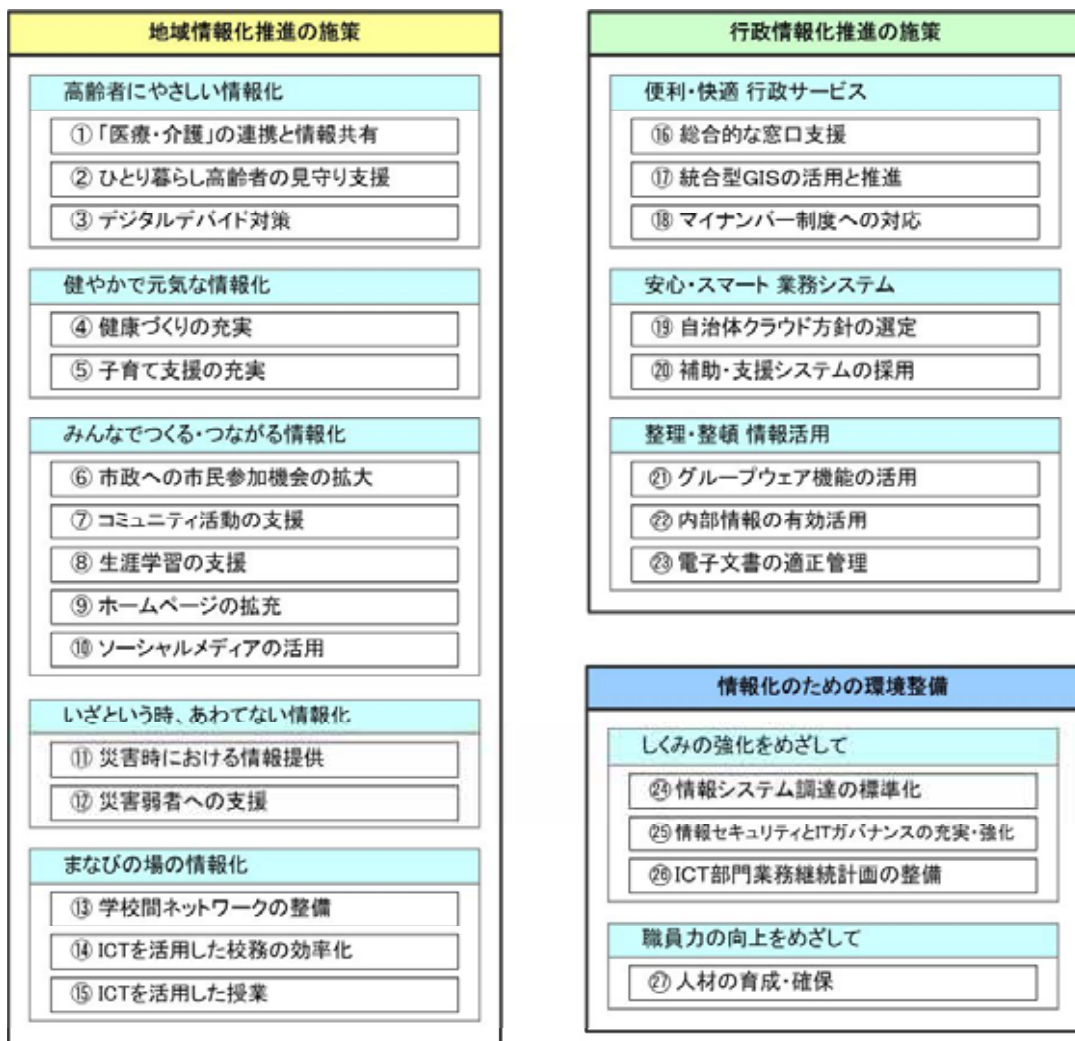 地域情報化推進の施策
高齢者にやさしい情報化
①「医療・介護」の連携と情報共有
② ひとり暮らし高齢者の見守り支援
③ デジタルデバイド対策
健やかで元気な情報化
④ 健康づくりの充実
⑤ 子育て支援の充実
みんなでつくる・つながる情報化
⑥ 市政への市民参加機会の拡大
⑦ コミュニティ活動の支援
⑧ 生涯学習の支援
⑨ ホームページの拡充
⑩ ソーシャルメディアの活用
いざという時、あわてない情報化
⑪ 災害時における情報提供
⑫ 災害弱者への支援
まなびの場の情報化
⑬ 学校間ネットワークの整備
⑭ ICTを活用した校務の効率化
⑮ ICTを活用した授業
行政情報化推進の施策
便利・快適 行政サービス
⑯ 総合的な窓口支援
⑰ 統合型GISの活用と推進
⑱ マイナンバー制度への対応
安心・スマート 業務システム
⑲ 自治体クラウド方針の選定
⑳ 補助・支援システムの採用
整理・整頓 情報活用
㉑ グループウェア機能の活用
㉒ 内部情報の有効活用
㉓ 電子文書の適正管理
情報化のための環境整備
しくみの強化をめざして
㉔ 情報システム調達の標準化
㉕ 情報セキュリティとITガバナンスの充実・強化
㉖ ICT部門業務継続計画の整備
職員力の向上をめざして
㉗ 人材の育成・確保